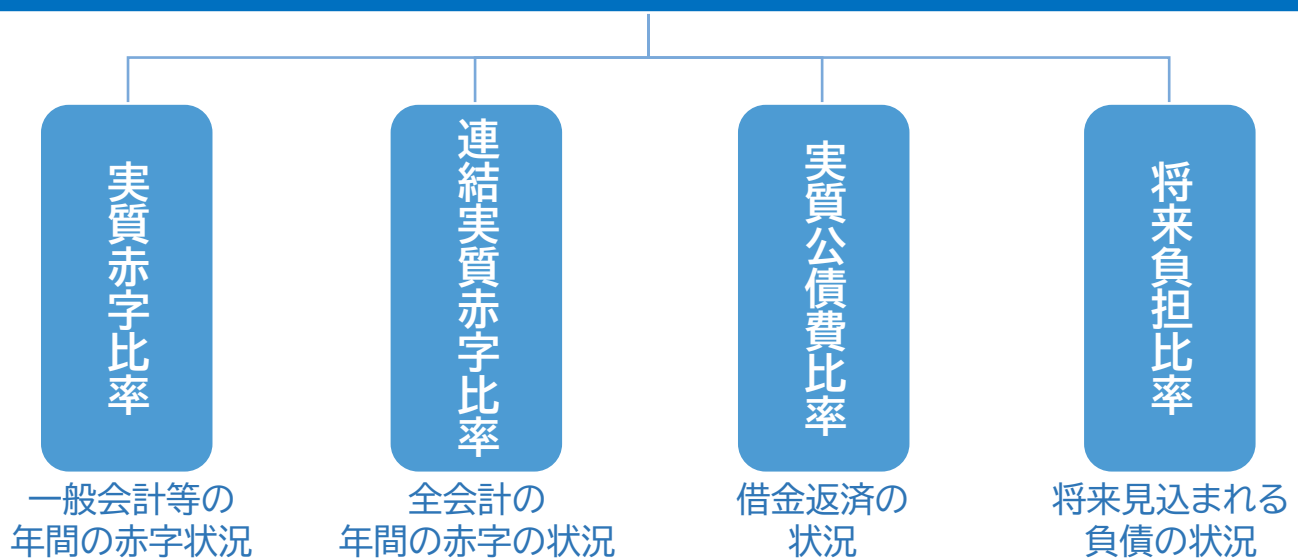 実質赤字比率
一般会計等の
年間の赤字状況
連結実質赤字比率
全会計の
年間の赤字の状況
実質公債費比率
借金返済の
状況
将来負担比率
将来見込まれる
負債の状況